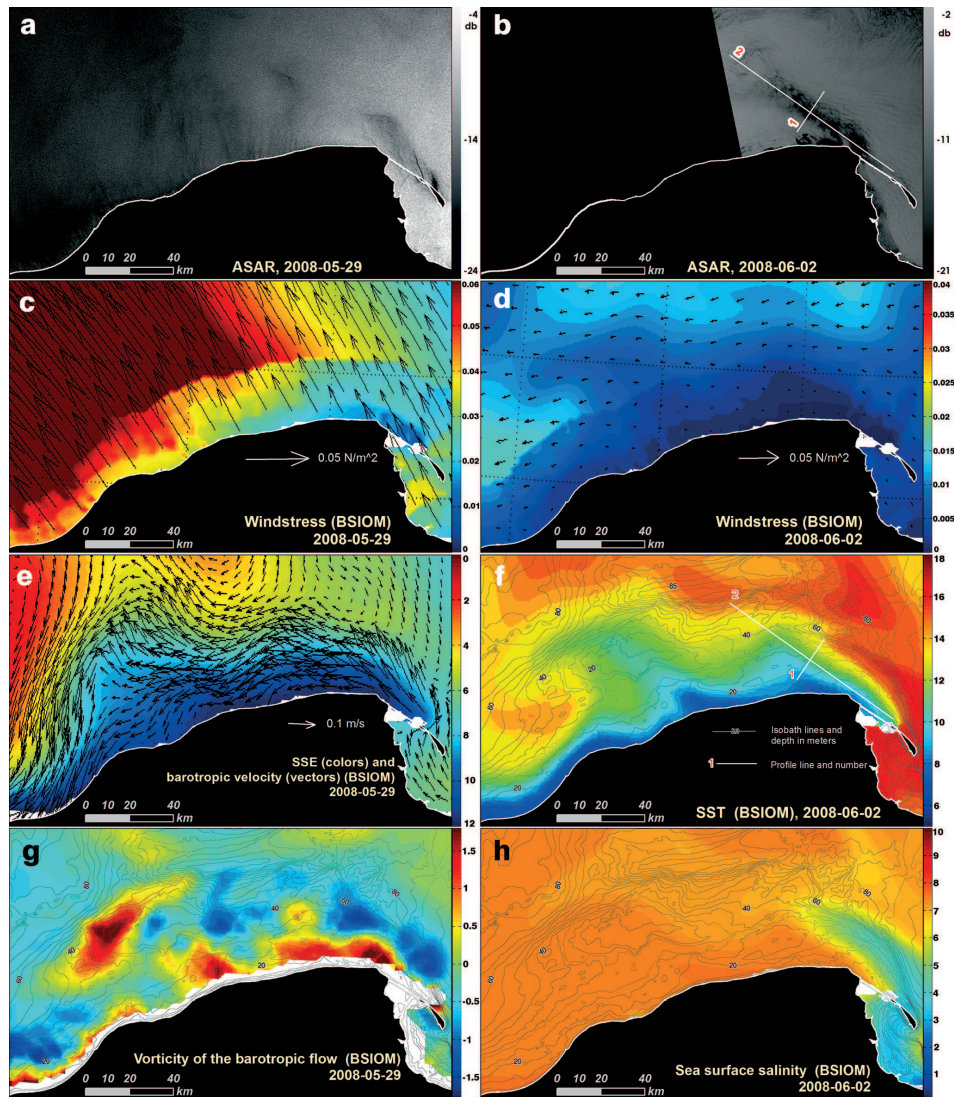 a
-4
db
-14
-24
0 10 20 40
km
ASAR, 2008-05-29
b
-2
db
-11
-21
2
1
0 10 20 40
km
ASAR, 2008-06-02
c
0.06
0.05
0.04
0.03
0.02
0.01
0
0.05 N/m^2
0 10 20 40
km
Windstress (BSIOM)
2008-05-29
d
0.04
0.035
0.03
0.025
0.02
0.015
0.01
0.005
0
0.05 N/m^2
0 10 20 40
km
Windstress (BSIOM)
2008-06-02
e
0
2
4
6
8
10
12
0.1 m/s
SSE (colors) and
barotropic velocity (vectors) (BSIOM)
2008-05-29
0 10 20 40
km
f
18
16
14
12
10
8
6
2
1
Isobath lines and
depth in meters
1
Profile line and number
0 10 20 40
km
SST (BSIOM), 2008-06-02
g
1.5
1
0.5
0
-0.5
-1
-1.5
Vorticity of the barotropic flow (BSIOM)
2008-05-29
0 10 20 40
km
h
10
9
8
7
6
5
4
3
2
1
Sea surface salinity (BSIOM)
2008-06-02
0 10 20 40
km